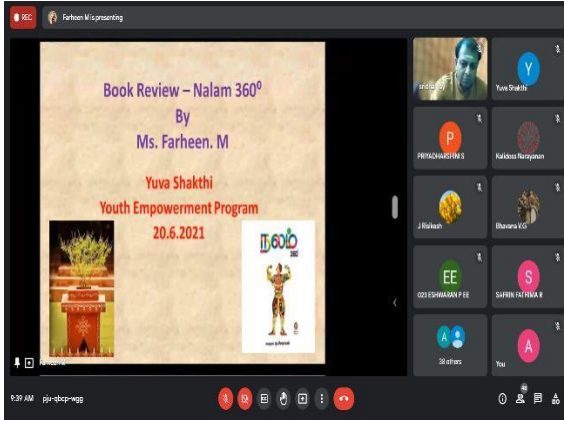 REC
Farheen M is presenting
Book Review – Nalam 360⁰
By
Ms. Farheen. M
Yuva Shakthi
Youth Empowerment Program
20.6.2021
நலம்
360°
Yuva Shakthi
P
PRIYADHARSHINI S
Kalidoss Narayanan
J Risikesh
Bhavana V.G
EE
023 ESHWARAN P EE
S
SAFRIN FATHIMA R
A
38 others
A
You
Y
9:39 AM
pju-qbcp-wgg
48